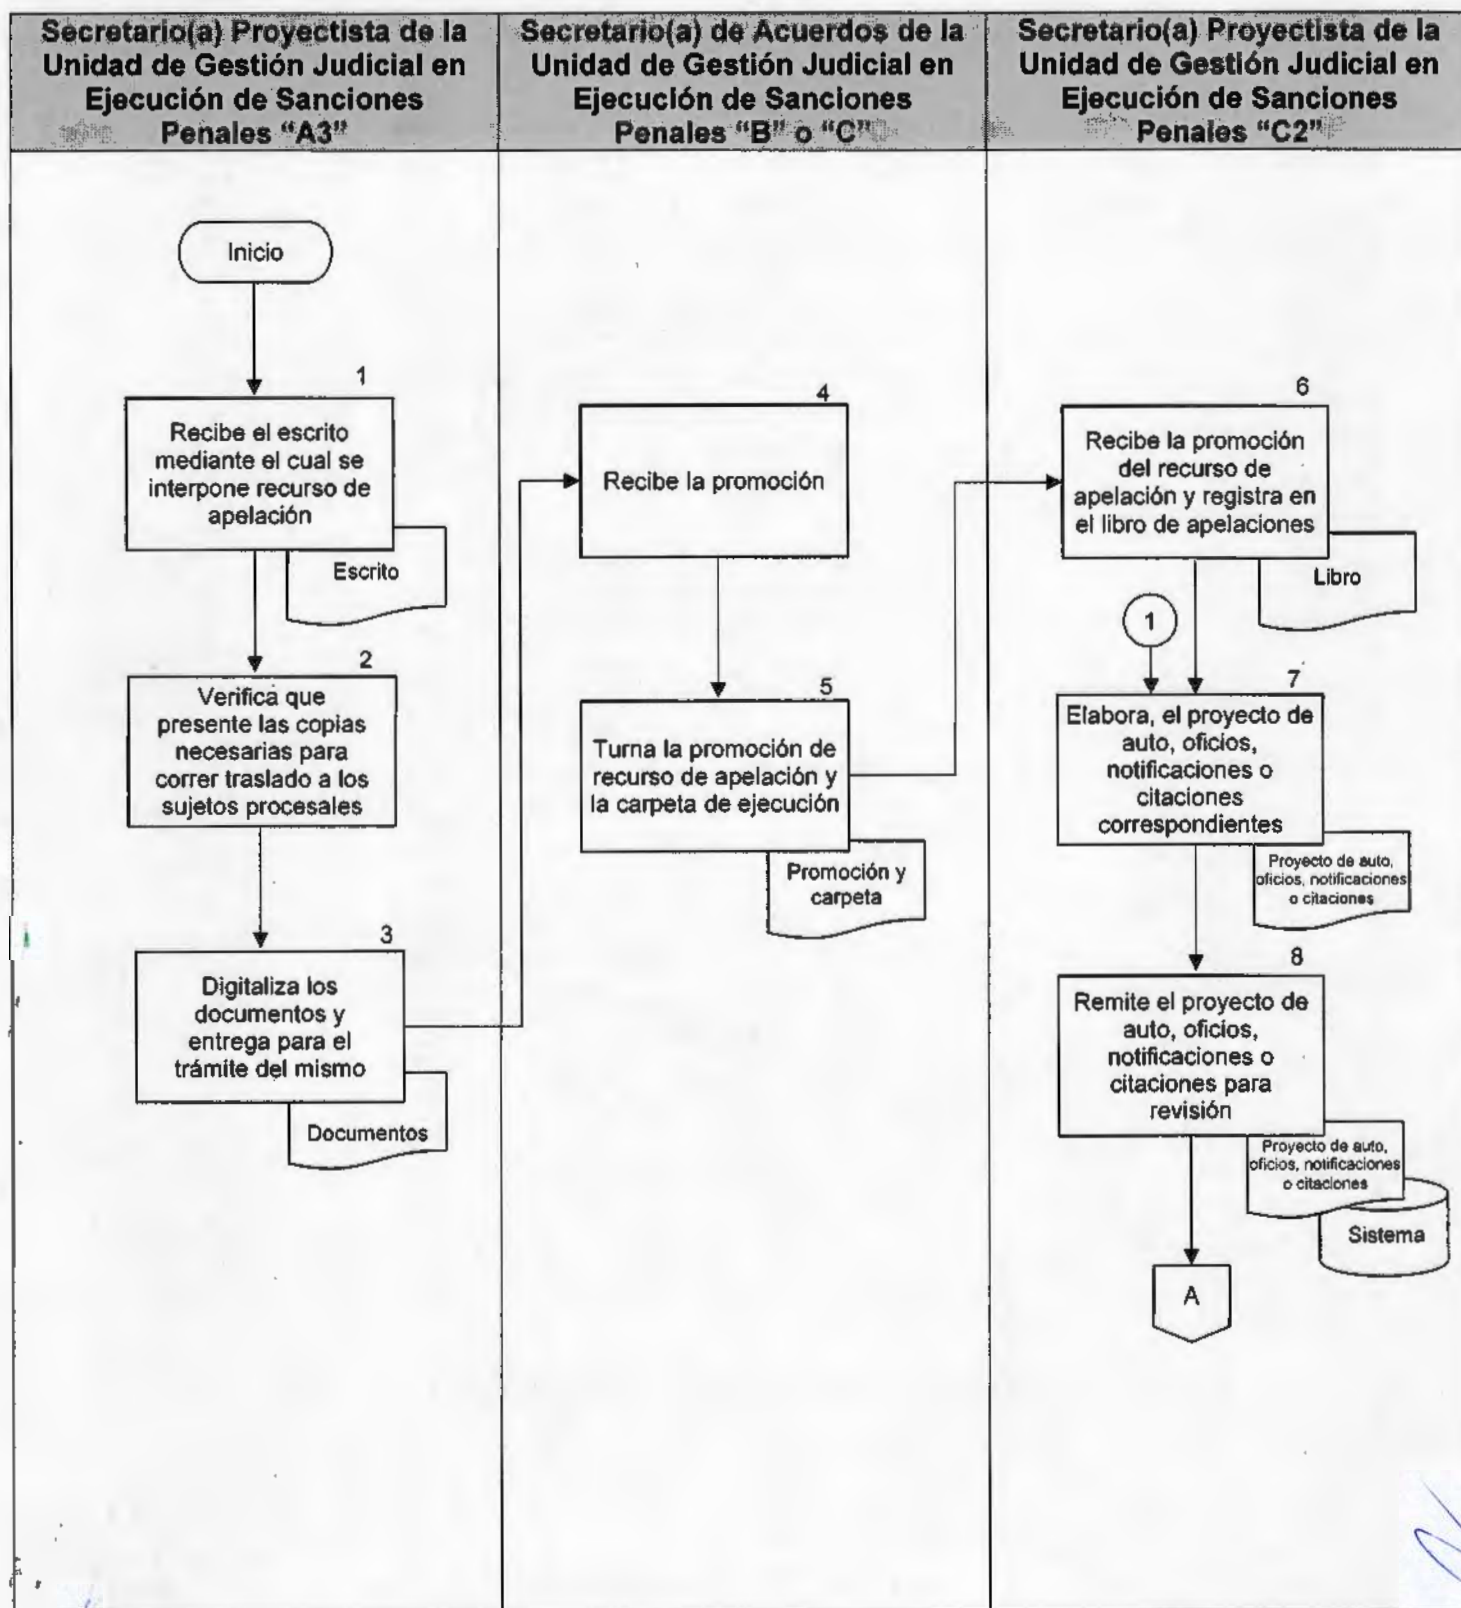 Secretario(a) Proyectista de la
Unidad de Gestión Judicial en
Ejecución de Sanciones
Penales "A3"
Secretario(a) de Acuerdos de la
Unidad de Gestión Judicial en
Ejecución de Sanciones
Penales "B" o "C"
Secretario(a) Proyectista de la
Unidad de Gestión Judicial en
Ejecución de Sanciones
Penales "C2"
Inicio
1
Recibe el escrito
mediante el cual se
interpone recurso de
apelación
Escrito
2
Verifica que
presente las copias
necesarias para
correr traslado a los
sujetos procesales
3
Digitaliza los
documentos y
entrega para el
trámite del mismo
Documentos
4
Recibe la promoción
5
Turna la promoción de
recurso de apelación y
la carpeta de ejecución
Promoción y
carpeta
6
Recibe la promoción
del recurso de
apelación y registra en
el libro de apelaciones
Libro
1
7
Elabora, el proyecto de
auto, oficios,
notificaciones o
citaciones
correspondientes
Proyecto de auto,
oficios, notificaciones
o citaciones
8
Remite el proyecto de
auto, oficios,
notificaciones o
citaciones para
revisión
Proyecto de auto,
oficios, notificaciones
o citaciones
Sistema
A